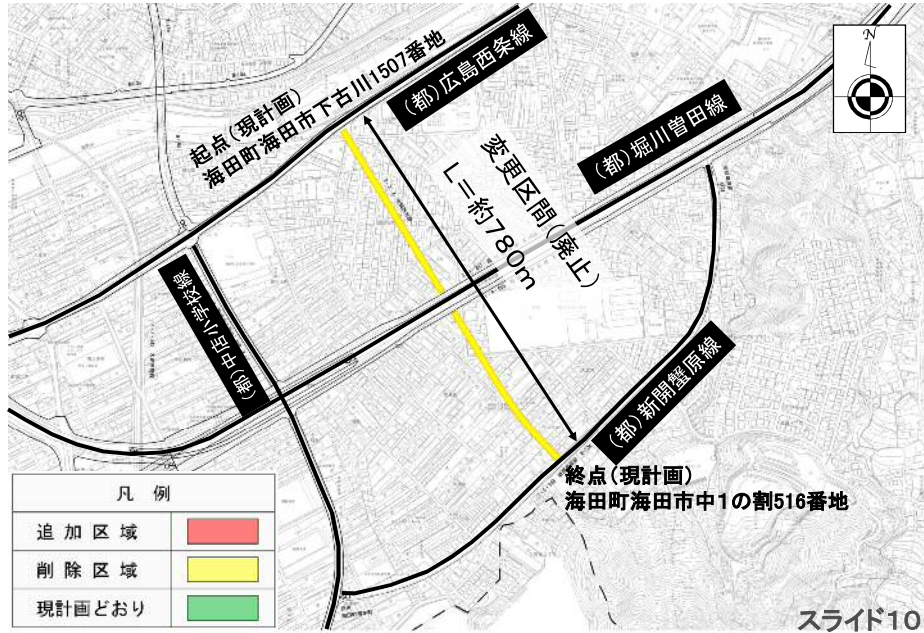 起点(現計画)
海田町海田市下古川1507番地
(都)広島西条線
N
(都)堀川曽田線
変更区間(廃止)
L=約780m
(都)中店小学校線
(都)新開蟹原線
終点(現計画)
海田町海田市中1の割516番地
凡 例
追加区域
削除区域
現計画どおり
スライド10